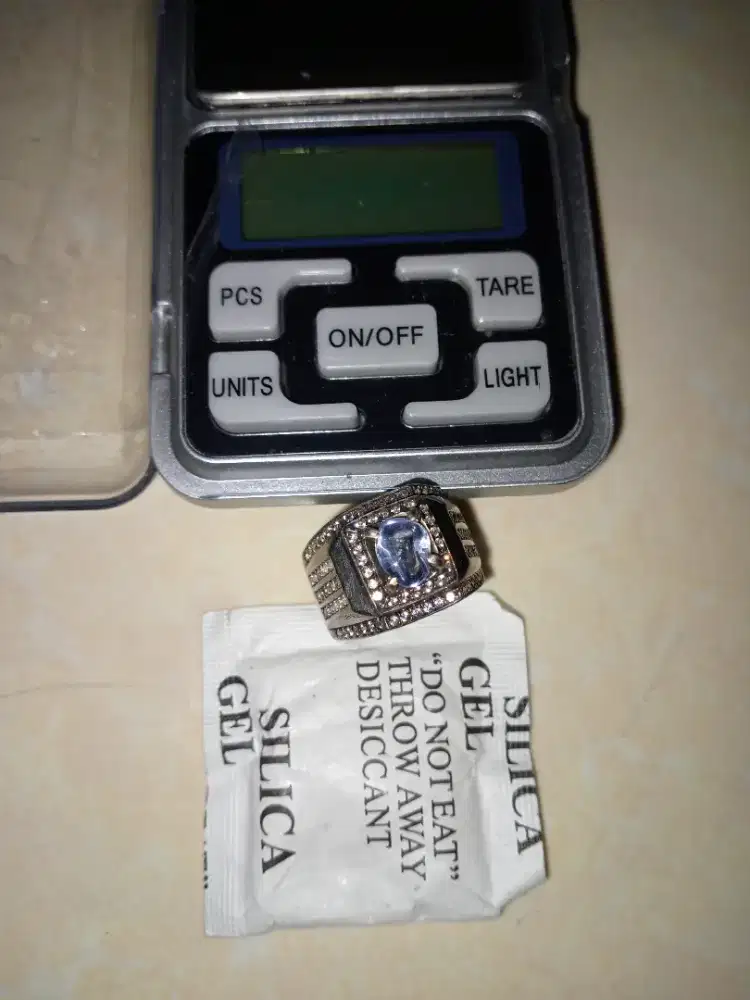 PCS
TARE
ON/OFF
UNITS
LIGHT
SILICA
GEL
"DO NOT EAT"
THROW AWAY
DESICCANT
SILICA
GEL